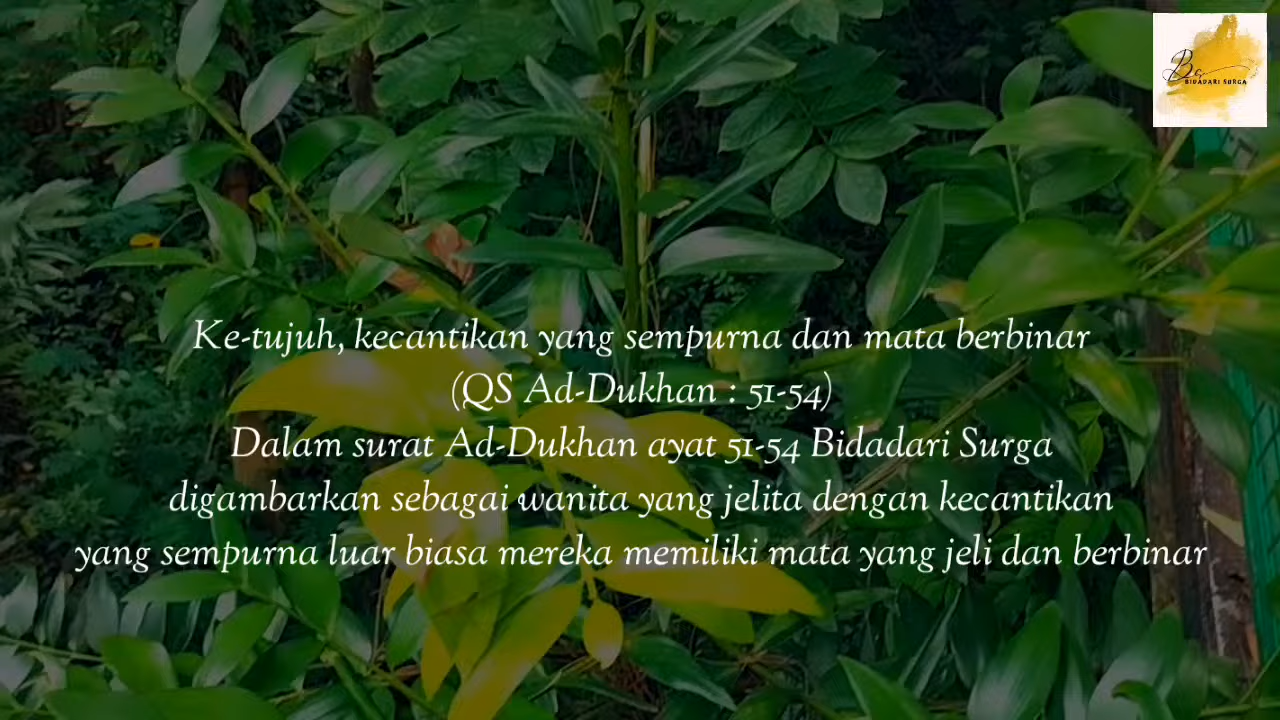 Bs
BIDADARI SURGA
Ke-tujuh, kecantikan yang sempurna dan mata berbinar
(QS Ad-Dukhan : 51-54)
Dalam surat Ad-Dukhan ayat 51-54 Bidadari Surga
digambarkan sebagai wanita yang jelita dengan kecantikan
yang sempurna luar biasa mereka memiliki mata yang jeli dan berbinar